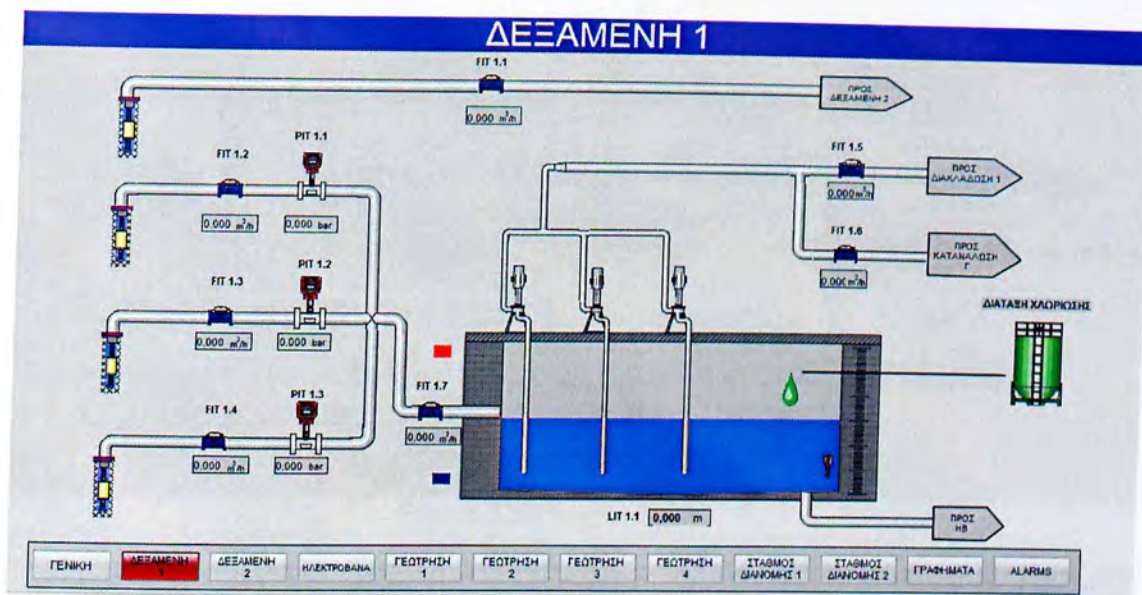 ΔΕΞΑΜΕΝΗ 1
FIT 1.1
ΠΡΟΣ
ΔΕΞΑΜΕΝΗ 2
0,000 m³/h
PIT 1.1
FIT 1.2
FIT 1.5
ΠΡΟΣ
ΔΙΑΚΛΑΔΩΣΗ 1
0,000 m³/h
0,000 m³/h
0,000 bar
FIT 1.6
ΠΡΟΣ
ΚΑΤΑΝΑΛΩΣΗ
Γ
PIT 1.2
FIT 1.3
0,000 m³/h
ΔΙΑΤΑΞΗ ΧΛΩΡΙΩΣΗΣ
0,000 m³/h
0,000 bar
FIT 1.7
PIT 1.3
FIT 1.4
0,000 m³/h
0,000 m³/h
0,000 bar
LIT 1.1 0,000 m
ΠΡΟΣ
ΗΒ
ΓΕΝΙΚΗ
ΔΕΞΑΜΕΝΗ
1
ΔΕΞΑΜΕΝΗ
2
ΗΛΕΚΤΡΟΒΑΝΑ
ΓΕΩΤΡΗΣΗ
1
ΓΕΩΤΡΗΣΗ
2
ΓΕΩΤΡΗΣΗ
3
ΓΕΩΤΡΗΣΗ
4
ΣΤΑΘΜΟΣ
ΔΙΑΝΟΜΗΣ 1
ΣΤΑΘΜΟΣ
ΔΙΑΝΟΜΗΣ 2
ΓΡΑΦΗΜΑΤΑ
ALARMS